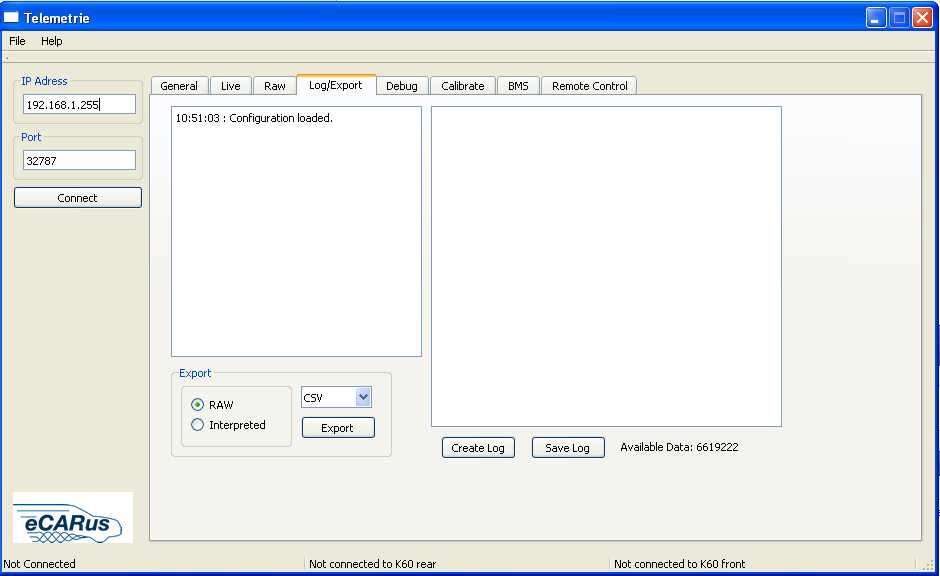 Telemetrie
File Help
IP Adress
192.168.1.255
Port
32787
Connect
General Live Raw Log/Export Debug Calibrate BMS Remote Control
10:51:03 : Configuration loaded.
Export
RAW
Interpreted
CSV
Export
Create Log Save Log Available Data: 6619222
eCARus
Not Connected Not connected to K60 rear Not connected to K60 front